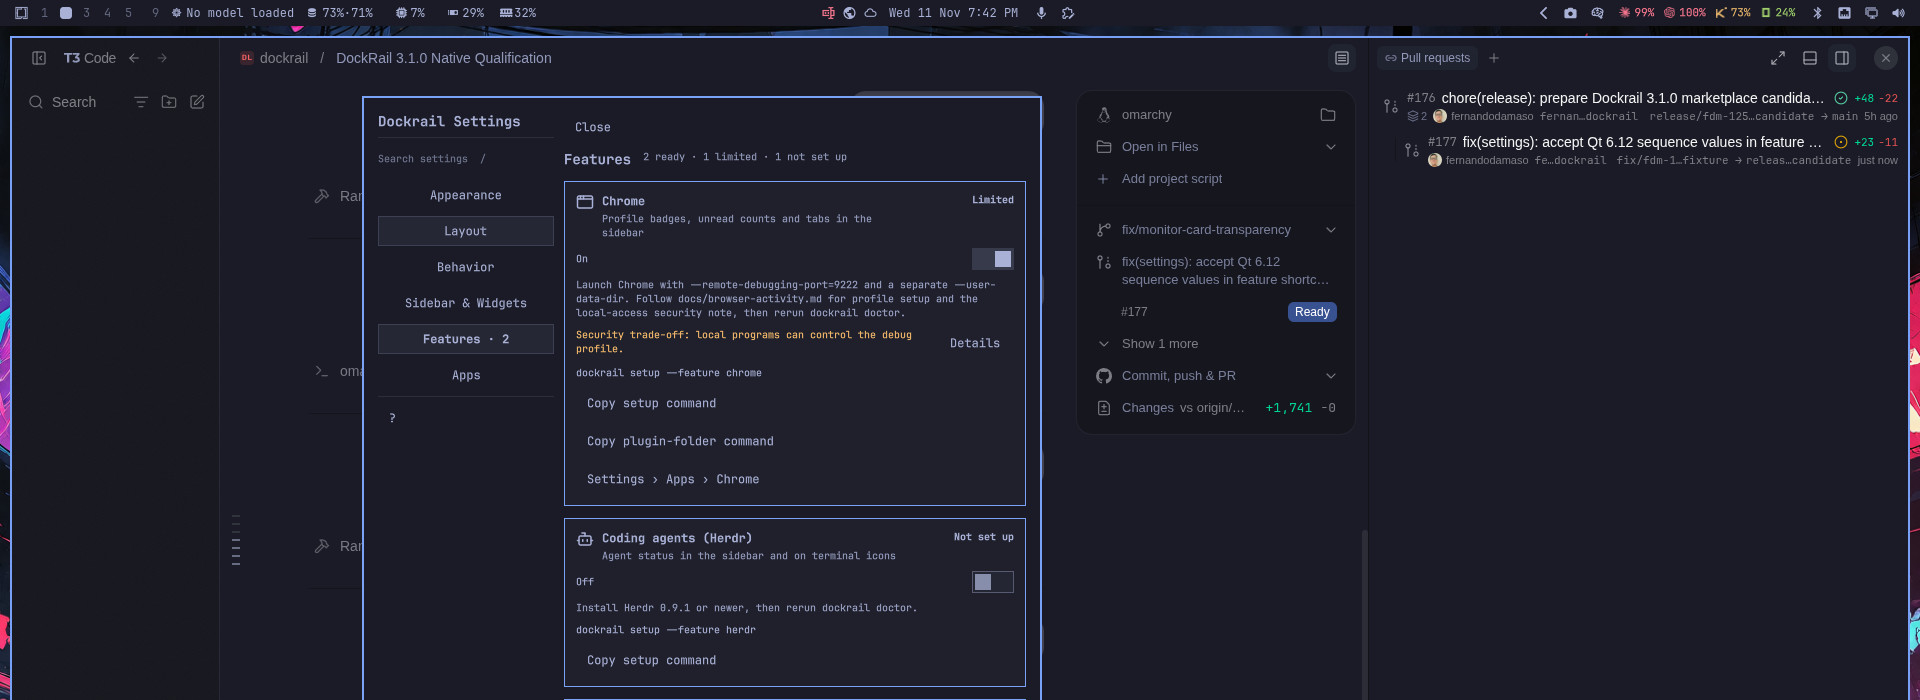 1 3 4 5 9 No model loaded 73%·71% 7% 29% 32%
Wed 11 Nov 7:42 PM
99% 100% 73% 24%
T3 Code
Search
DL dockrail / DockRail 3.1.0 Native Qualification
Ran
oma
Ran
Dockrail Settings
Search settings /
Appearance
Layout
Behavior
Sidebar & Widgets
Features · 2
Apps
?
Close
Features 2 ready · 1 limited · 1 not set up
Chrome Limited
Profile badges, unread counts and tabs in the
sidebar
On
Launch Chrome with --remote-debugging-port=9222 and a separate --user-
data-dir. Follow docs/browser-activity.md for profile setup and the
local-access security note, then rerun dockrail doctor.
Security trade-off: local programs can control the debug
profile.
Details
dockrail setup --feature chrome
Copy setup command
Copy plugin-folder command
Settings › Apps › Chrome
Coding agents (Herdr) Not set up
Agent status in the sidebar and on terminal icons
Off
Install Herdr 0.9.1 or newer, then rerun dockrail doctor.
dockrail setup --feature herdr
Copy setup command
omarchy
Open in Files
Add project script
fix/monitor-card-transparency
fix(settings): accept Qt 6.12
sequence values in feature shortc…
#177 Ready
Show 1 more
Commit, push & PR
Changes vs origin/… +1,741 -0
Pull requests
#176 chore(release): prepare Dockrail 3.1.0 marketplace candida… +48 -22
2 fernandodamaso fernan…dockrail release/fdm-125…candidate → main 5h ago
#177 fix(settings): accept Qt 6.12 sequence values in feature … +23 -11
fernandodamaso fe…dockrail fix/fdm-1…fixture → releas…candidate just now